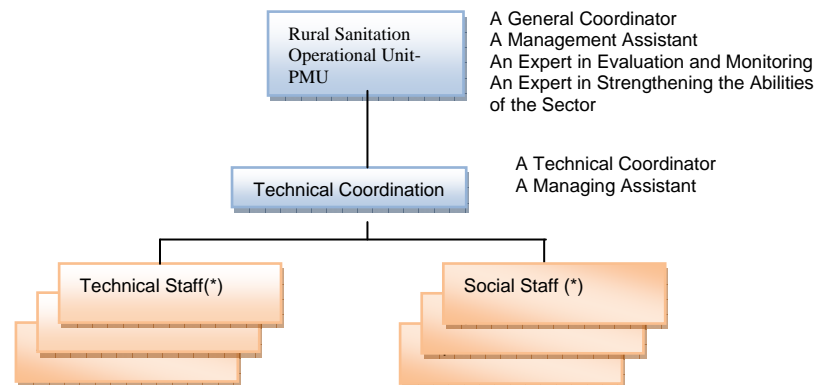 Rural Sanitation
Operational Unit-
PMU
A General Coordinator
A Management Assistant
An Expert in Evaluation and Monitoring
An Expert in Strengthening the Abilities
of the Sector
Technical Coordination
A Technical Coordinator
A Managing Assistant
Technical Staff(*)
Social Staff (*)